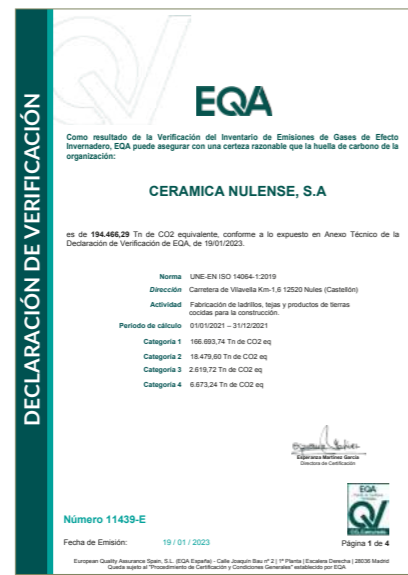 DECLARACIÓN DE VERIFICACIÓN
EQA
Como resultado de la Verificación del Inventario de Emisiones de Gases de Efecto
Invernadero, EQA puede asegurar con una certeza razonable que la huella de carbono de la
organización:
CERAMICA NULENSE, S.A
es de 194.466,29 Tn de CO2 equivalente, conforme a lo expuesto en Anexo Técnico de la
Declaración de Verificación de EQA, de 19/01/2023.
Norma UNE-EN ISO 14064-1:2019
Dirección Carretera de Vilavella Km-1,6 12520 Nules (Castellón)
Actividad Fabricación de ladrillos, tejas y productos de tierras
cocidas para la construcción.
Periodo de cálculo 01/01/2021 – 31/12/2021
Categoría 1 166.693,74 Tn de CO2 eq
Categoría 2 18.479,60 Tn de CO2 eq
Categoría 3 2.619,72 Tn de CO2 eq
Categoría 4 6.673,24 Tn de CO2 eq
Esperanza Martínez García
Directora de Certificación
Número 11439-E
EQA
Fecha de Emisión: 19 / 01 / 2023
Página 1 de 4
European Quality Assurance Spain, S.L. (EQA España) - Calle Joaquín Bau nº 2 | 1ª Planta | Escalera Derecha | 28036 Madrid
Queda sujeto al "Procedimiento de Certificación y Condiciones Generales" establecido por EQA